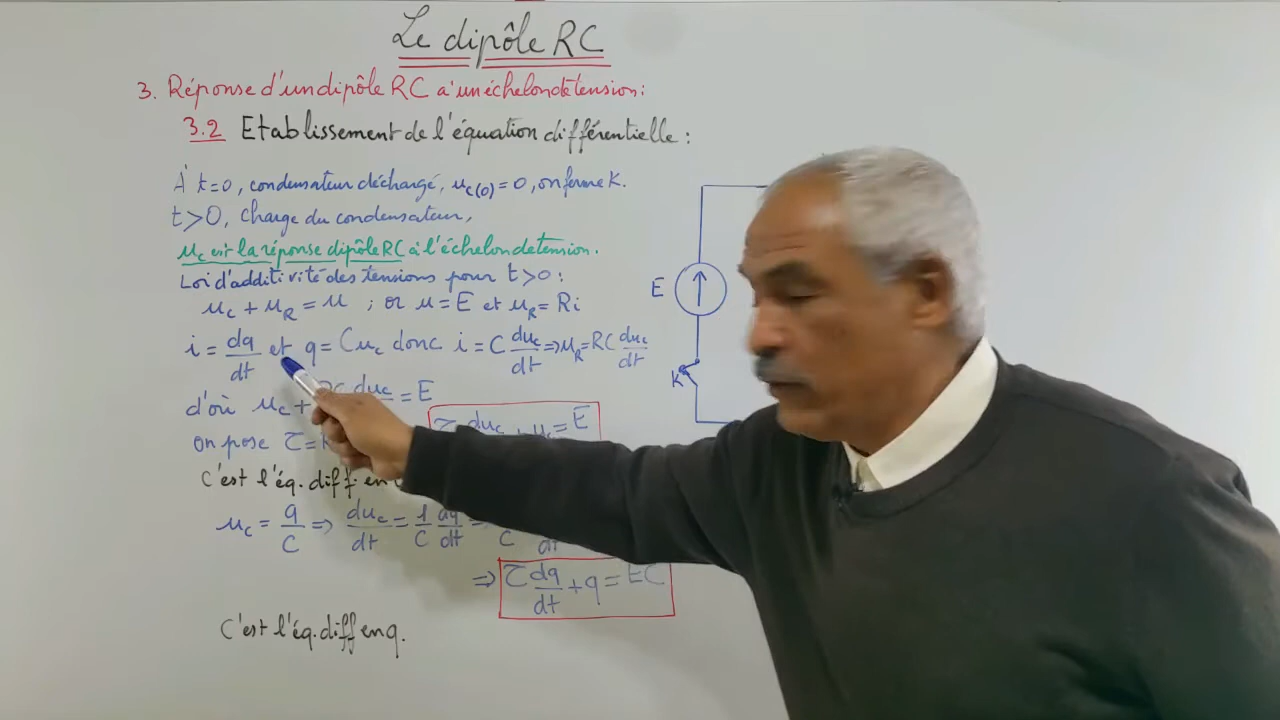 Le dipôle RC
3. Réponse d'un dipôle RC à un échelon de tension:
3.2 Etablissement de l'équation différentielle:
À t=0, condensateur déchargé, uc(0)=0, on ferme K.
t>0, charge du condensateur,
uc est la réponse dipôle RC à l'échelon de tension.
Loi d'additivité des tensions pour t>0:
uc + uR = u ; or u=E et uR = Ri
E
i = dq/dt et q = Cuc donc i = C duc/dt ⇒ uR = RC duc/dt
K
d'où uc + RC duc = E
τ duc + uc = E
on pose τ =
C'est l'éq. diff. en
uc = q/C ⇒ duc/dt = 1/C dq/dt
⇒ τ dq/dt + q = EC
C'est l'éq. diff en q.